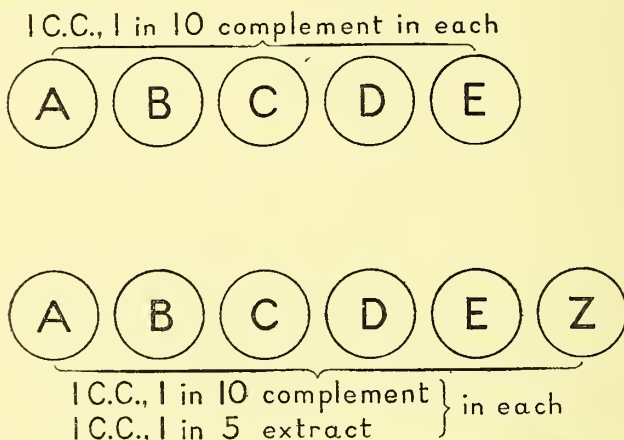 1 C.C., 1 in 10 complement in each
A B C D E
A B C D E Z
1 C.C., 1 in 10 complement } in each
1 C.C., 1 in 5 extract